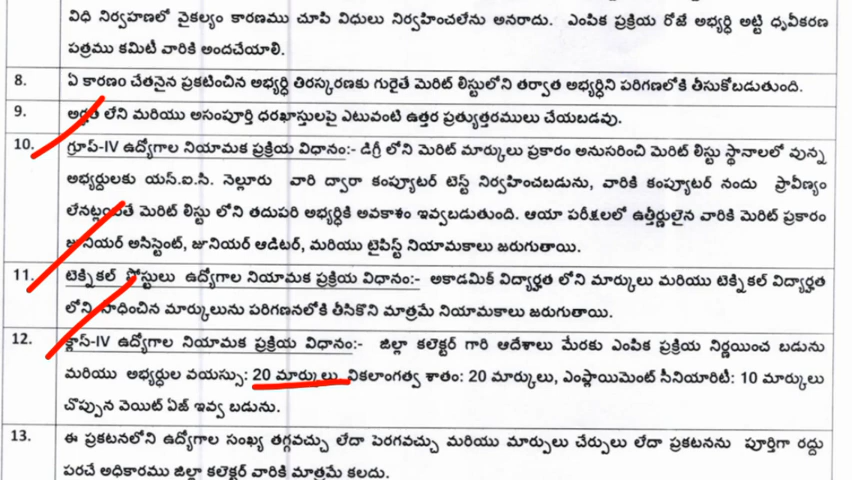 విధి నిర్వహణలో వైకల్యం కారణము చూపి విధులు నిర్వహించలేను అనరాదు. ఎంపిక ప్రక్రియ రోజే అభ్యర్ధి అట్టి ధృవీకరణ
పత్రము కమిటీ వారికి అందచేయాలి.
8. ఏ కారణం చేతనైన ప్రకటించిన అభ్యర్ధి తిరస్కరణకు గురైతే మెరిట్ లిస్టులోని తర్వాత అభ్యర్ధిని పరిగణలోకి తీసుకోబడుతుంది.
9. అర్హత లేని మరియు అసంపూర్తి ధరఖాస్తులపై ఎటువంటి ఉత్తర ప్రత్యుత్తరములు చేయబడవు.
10. గ్రూప్-IV ఉద్యోగాల నియామక ప్రక్రియ విధానం:- డిగ్రీ లోని మెరిట్ మార్కులు ప్రకారం అనుసరించి మెరిట్ లిస్టు స్థానాలలో వున్న
అభ్యర్ధులకు యస్.ఐ.సి. నెల్లూరు వారి ద్వారా కంప్యూటర్ టెస్ట్ నిర్వహించబడును, వారికి కంప్యూటర్ నందు ప్రావీణ్యం
లేనట్లయితే మెరిట్ లిస్టు లోని తదుపరి అభ్యర్ధికి అవకాశం ఇవ్వబడుతుంది. ఆయా పరీక్షలలో ఉత్తీర్ణులైన వారికి మెరిట్ ప్రకారం
జూనియర్ అసిస్టెంట్, జూనియర్ ఆడిటర్, మరియు టైపిస్ట్ నియామకాలు జరుగుతాయి.
11. టెక్నికల్ పోస్టులు ఉద్యోగాల నియామక ప్రక్రియ విధానం:- అకాడమిక్ విద్యార్హత లోని మార్కులు మరియు టెక్నికల్ విద్యార్హత
లోని సాధించిన మార్కులును పరిగణనలోకి తీసికొని మాత్రమే నియామకాలు జరుగుతాయి.
12. క్లాస్-IV ఉద్యోగాల నియామక ప్రక్రియ విధానం:- జిల్లా కలెక్టర్ గారి ఆదేశాలు మేరకు ఎంపిక ప్రక్రియ నిర్ణయించ బడును
మరియు అభ్యర్ధుల వయస్సు: 20 మార్కులు, వికలాంగత్వ శాతం: 20 మార్కులు, ఎంప్లాయిమెంట్ సీనియారిటీ: 10 మార్కులు
చొప్పున వెయిట్ ఏజ్ ఇవ్వ బడును.
13. ఈ ప్రకటనలోని ఉద్యోగాల సంఖ్య తగ్గవచ్చు లేదా పెరగవచ్చు మరియు మార్పులు చేర్పులు లేదా ప్రకటనను పూర్తిగా రద్దు
పరచే అధికారము జిల్లా కలెక్టర్ వారికి మాత్రమే కలదు.